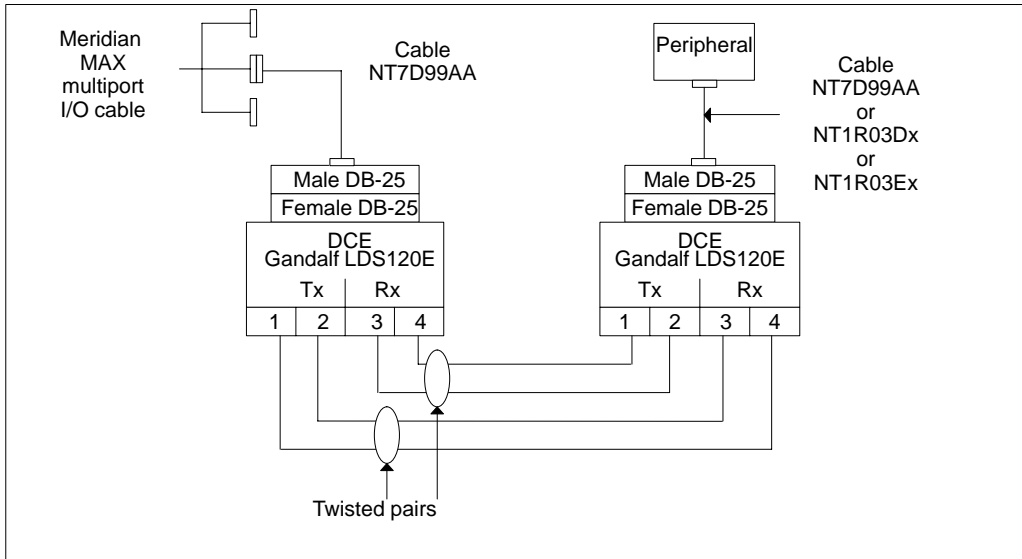 Meridian
MAX
multiport
I/O cable
Cable
NT7D99AA
Peripheral
Cable
NT7D99AA
or
NT1R03Dx
or
NT1R03Ex
Male DB-25
Female DB-25
DCE
Gandalf LDS120E
Tx Rx
1 2 3 4
Male DB-25
Female DB-25
DCE
Gandalf LDS120E
Tx Rx
1 2 3 4
Twisted pairs